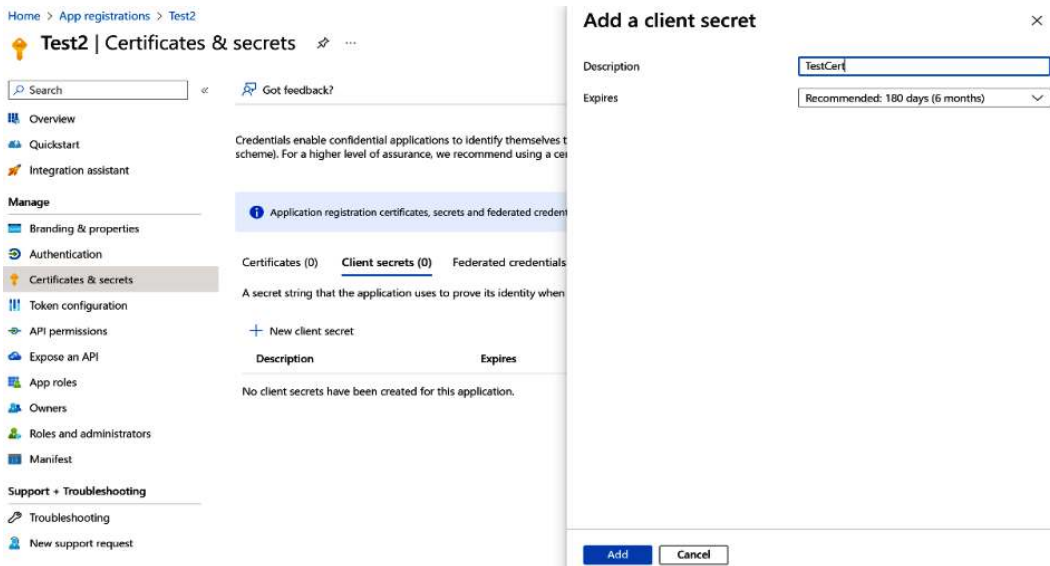 Home > App registrations > Test2
Test2 | Certificates & secrets
Search
Overview
Quickstart
Integration assistant
Manage
Branding & properties
Authentication
Certificates & secrets
Token configuration
API permissions
Expose an API
App roles
Owners
Roles and administrators
Manifest
Support + Troubleshooting
Troubleshooting
New support request
Got feedback?
Credentials enable confidential applications to identify themselves
scheme). For a higher level of assurance, we recommend using a
Application registration certificates, secrets and federated
Certificates (0) Client secrets (0) Federated credentials
A secret string that the application uses to prove its identity when
New client secret
Description Expires
No client secrets have been created for this application.
Add a client secret
Description TestCert
Expires Recommended: 180 days (6 months)
Add Cancel